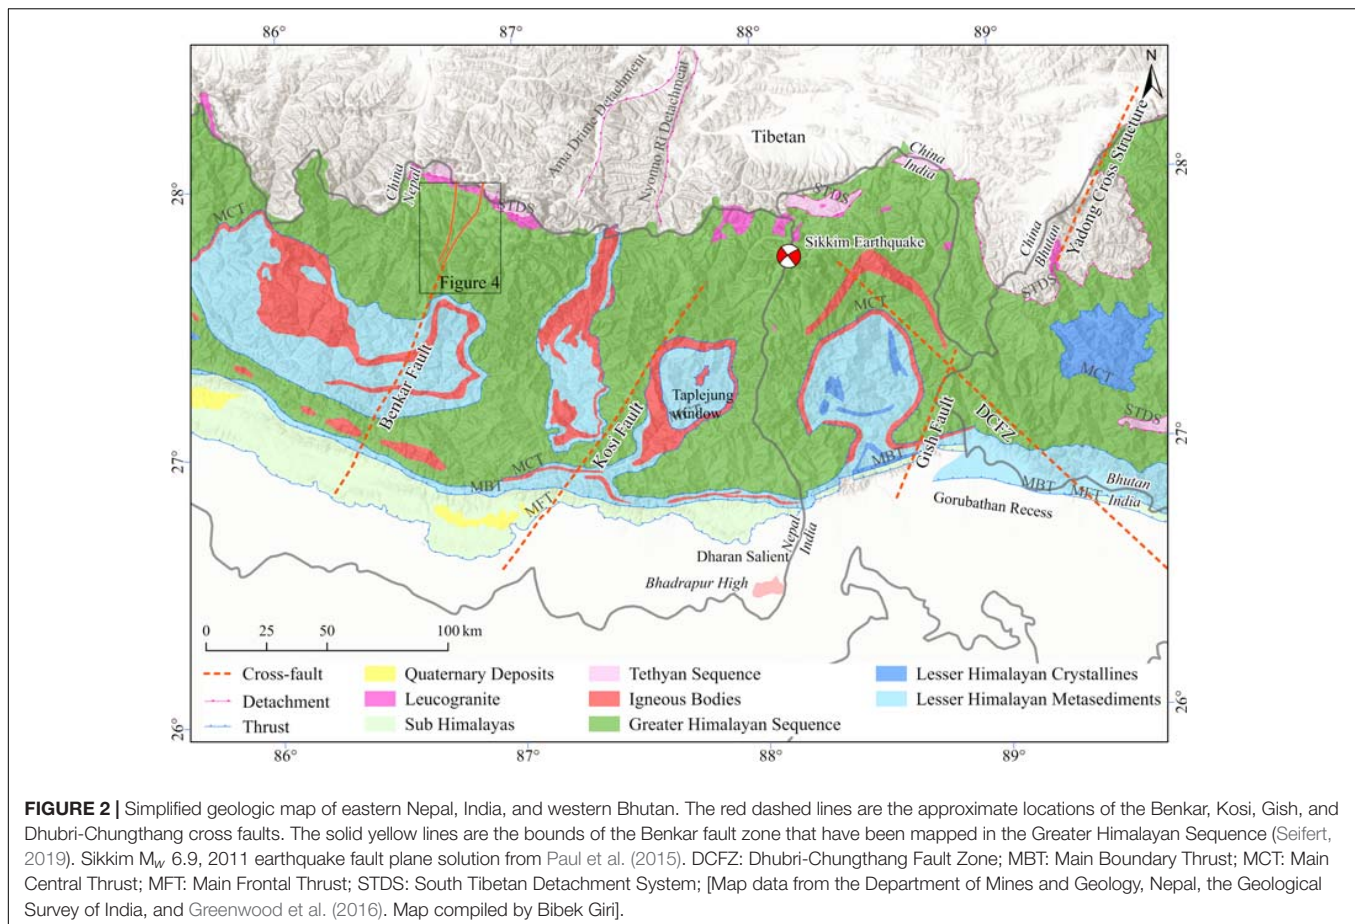 86° 87° 88° 89°
N
Ama Drime Detachment
Nyonno Ri Detachment
Tibetan
Yadong Cross Structure
China
India
28°
28°
China
Nepal
STDS
STDS
MCT
Sikkim Earthquake
China
Bhutan
STDS
Figure 4
MCT
Benkar Fault
Kosi Fault
Taplejung
window
MCT
MCT
STDS
Gish Fault
DCFZ
27°
27°
MCT
MBT
MBT
MFT
MBT
MFT
Bhutan
India
Gorubathan Recess
Nepal
India
Dharan Salient
Bhadrapur High
0 25 50 100 km
Cross-fault
Detachment
Thrust
Quaternary Deposits
Leucogranite
Sub Himalayas
Tethyan Sequence
Igneous Bodies
Greater Himalayan Sequence
Lesser Himalayan Crystallines
Lesser Himalayan Metasediments
26°
26°
86° 87° 88° 89°
FIGURE 2 | Simplified geologic map of eastern Nepal, India, and western Bhutan. The red dashed lines are the approximate locations of the Benkar, Kosi, Gish, and
Dhubri-Chungthang cross faults. The solid yellow lines are the bounds of the Benkar fault zone that have been mapped in the Greater Himalayan Sequence (Seifert,
2019). Sikkim Mw 6.9, 2011 earthquake fault plane solution from Paul et al. (2015). DCFZ: Dhubri-Chungthang Fault Zone; MBT: Main Boundary Thrust; MCT: Main
Central Thrust; MFT: Main Frontal Thrust; STDS: South Tibetan Detachment System; [Map data from the Department of Mines and Geology, Nepal, the Geological
Survey of India, and Greenwood et al. (2016). Map compiled by Bibek Giri].